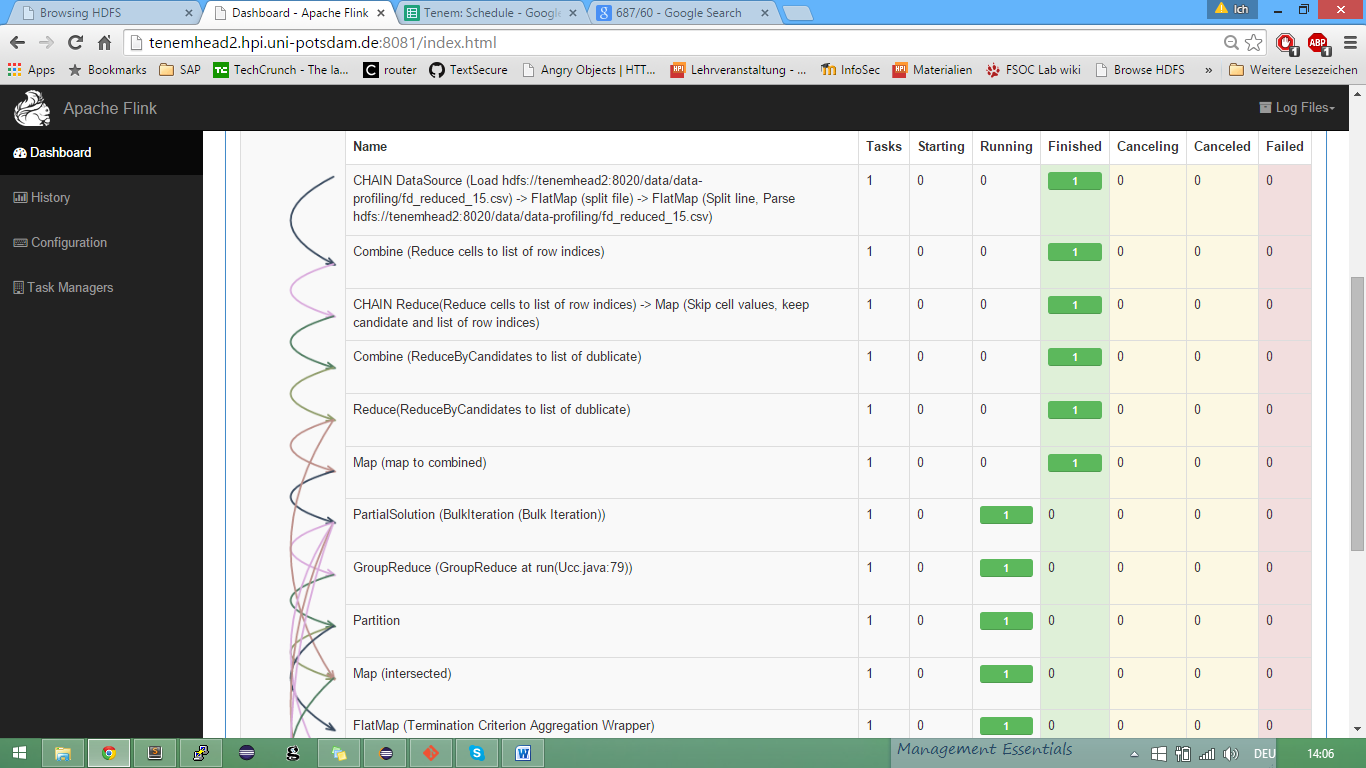 Browsing HDFS
Dashboard - Apache Flink
Tenem: Schedule - Google
687/60 - Google Search
Ich
tenemhead2.hpi.uni-potsdam.de:8081/index.html
1
ABP
1
Apps
Bookmarks
SAP
TechCrunch - The la...
router
TextSecure
Angry Objects | HTT...
Lehrveranstaltung - ...
InfoSec
Materialien
FSOC Lab wiki
Browse HDFS
»
Weitere Lesezeichen
Apache Flink
Log Files
Dashboard
History
Configuration
Task Managers
Name Tasks Starting Running Finished Canceling Canceled Failed
CHAIN DataSource (Load hdfs://tenemhead2:8020/data/data-
profiling/fd_reduced_15.csv) -> FlatMap (split file) -> FlatMap (Split line, Parse
hdfs://tenemhead2:8020/data/data-profiling/fd_reduced_15.csv)
1 0 0 1 0 0 0
Combine (Reduce cells to list of row indices) 1 0 0 1 0 0 0
CHAIN Reduce(Reduce cells to list of row indices) -> Map (Skip cell values, keep
candidate and list of row indices)
1 0 0 1 0 0 0
Combine (ReduceByCandidates to list of dublicate) 1 0 0 1 0 0 0
Reduce(ReduceByCandidates to list of dublicate) 1 0 0 1 0 0 0
Map (map to combined) 1 0 0 1 0 0 0
PartialSolution (BulkIteration (Bulk Iteration)) 1 0 1 0 0 0 0
GroupReduce (GroupReduce at run(Ucc.java:79)) 1 0 1 0 0 0 0
Partition 1 0 1 0 0 0 0
Map (intersected) 1 0 1 0 0 0 0
FlatMap (Termination Criterion Aggregation Wrapper) 1 0 1 0 0 0 0
Management Essentials
DEU
14:06